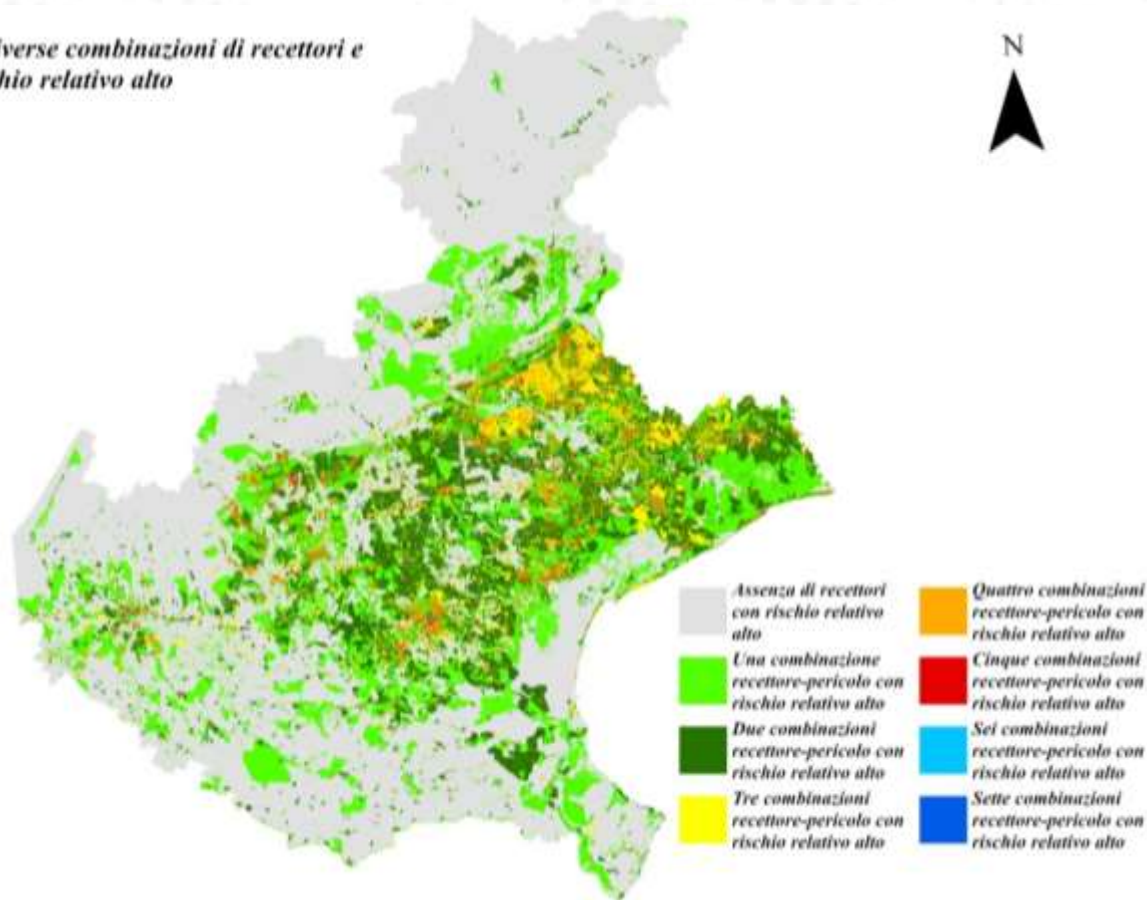 iverse combinazioni di recettori e
hio relativo alto
N
Assenza di recettori
con rischio relativo
alto
Una combinazione
recettore-pericolo con
rischio relativo alto
Due combinazioni
recettore-pericolo con
rischio relativo alto
Tre combinazioni
recettore-pericolo con
rischio relativo alto
Quattro combinazioni
recettore-pericolo con
rischio relativo alto
Cinque combinazioni
recettore-pericolo con
rischio relativo alto
Sei combinazioni
recettore-pericolo con
rischio relativo alto
Sette combinazioni
recettore-pericolo con
rischio relativo alto